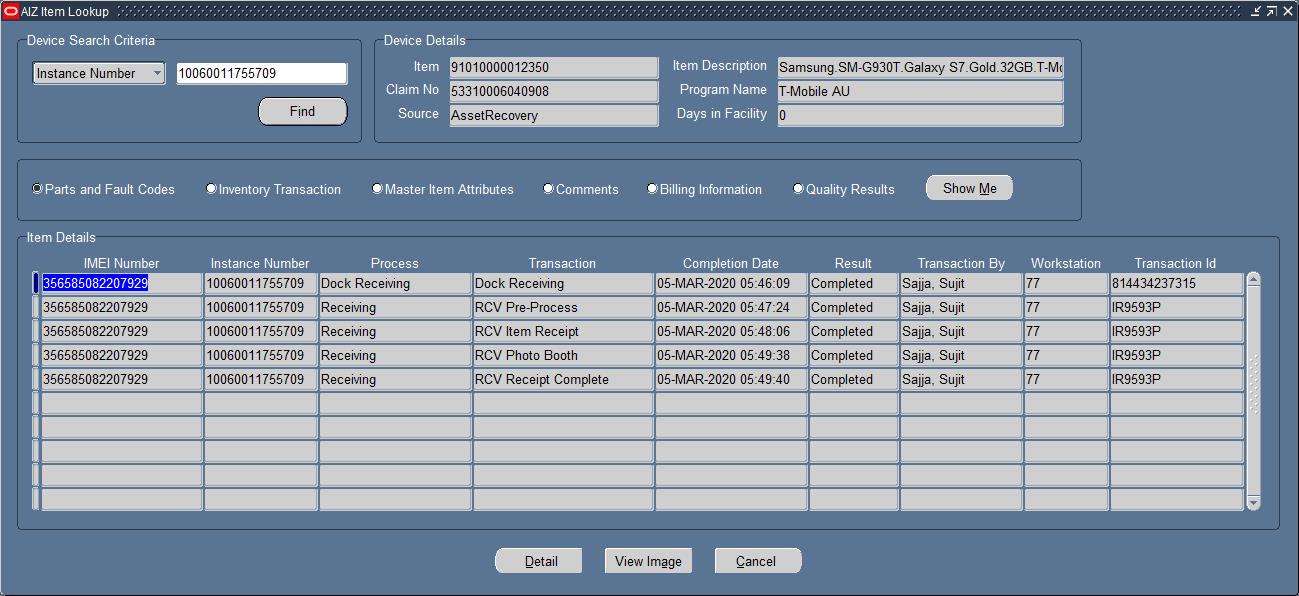 AIZ Item Lookup
Device Search Criteria
Instance Number 10060011755709
Find
Device Details
Item 91010000012350 Item Description Samsung.SM-G930T.Galaxy S7.Gold.32GB.T-Mo
Claim No 53310006040908 Program Name T-Mobile AU
Source AssetRecovery Days in Facility 0
Parts and Fault Codes Inventory Transaction Master Item Attributes Comments Billing Information Quality Results Show Me
Item Details
IMEI Number Instance Number Process Transaction Completion Date Result Transaction By Workstation Transaction Id
356585082207929 10060011755709 Dock Receiving Dock Receiving 05-MAR-2020 05:46:09 Completed Sajja, Sujit 77 814434237315
356585082207929 10060011755709 Receiving RCV Pre-Process 05-MAR-2020 05:47:24 Completed Sajja, Sujit 77 IR9593P
356585082207929 10060011755709 Receiving RCV Item Receipt 05-MAR-2020 05:48:06 Completed Sajja, Sujit 77 IR9593P
356585082207929 10060011755709 Receiving RCV Photo Booth 05-MAR-2020 05:49:38 Completed Sajja, Sujit 77 IR9593P
356585082207929 10060011755709 Receiving RCV Receipt Complete 05-MAR-2020 05:49:40 Completed Sajja, Sujit 77 IR9593P
Detail View Image Cancel